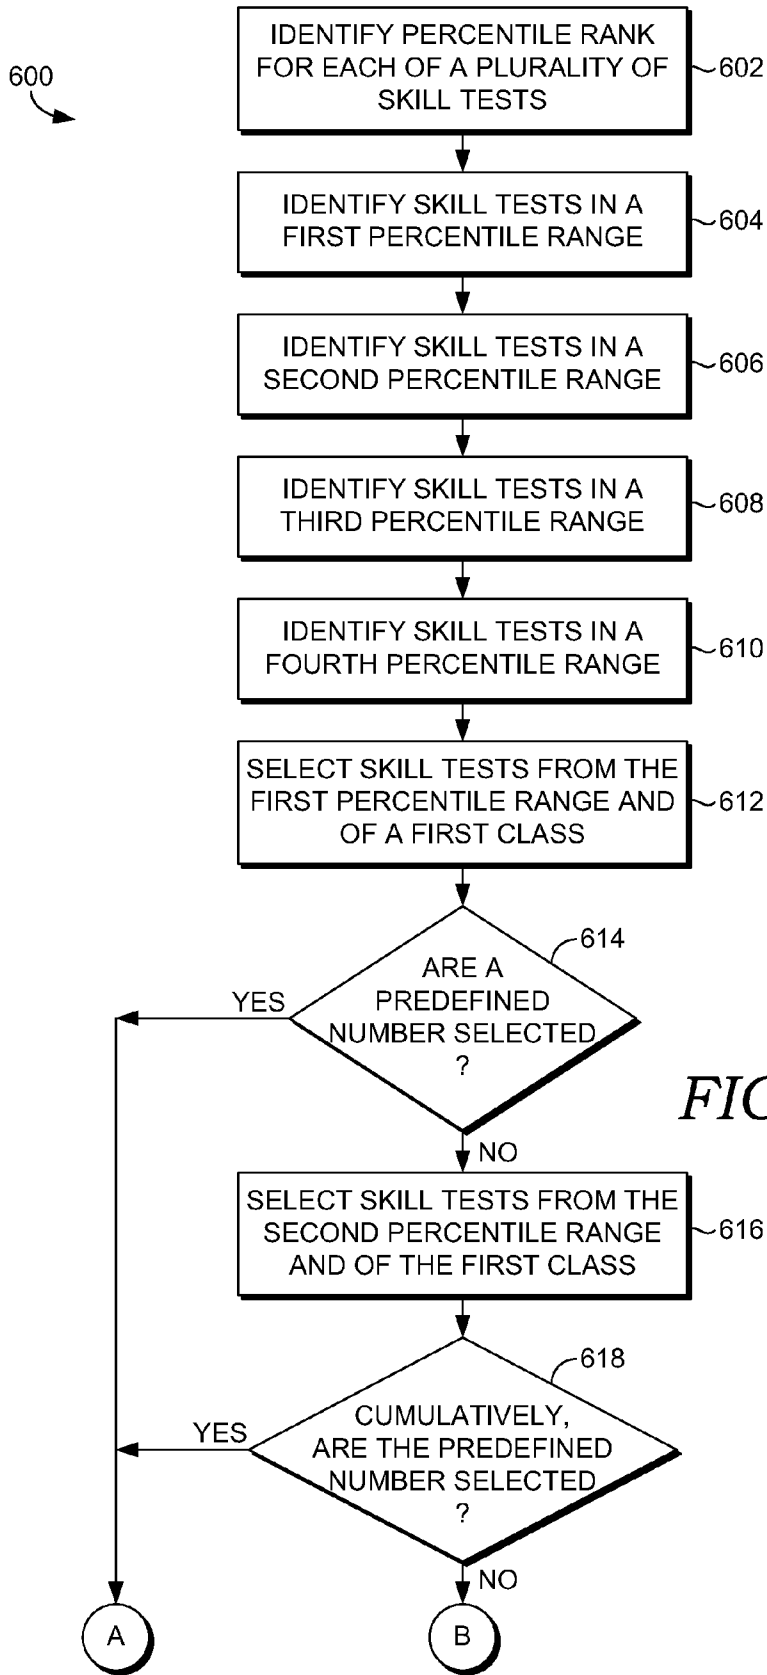 600
IDENTIFY PERCENTILE RANK
FOR EACH OF A PLURALITY OF
SKILL TESTS
602
IDENTIFY SKILL TESTS IN A
FIRST PERCENTILE RANGE
604
IDENTIFY SKILL TESTS IN A
SECOND PERCENTILE RANGE
606
IDENTIFY SKILL TESTS IN A
THIRD PERCENTILE RANGE
608
IDENTIFY SKILL TESTS IN A
FOURTH PERCENTILE RANGE
610
SELECT SKILL TESTS FROM THE
FIRST PERCENTILE RANGE AND
OF A FIRST CLASS
612
614
ARE A
PREDEFINED
NUMBER SELECTED
?
YES
NO
SELECT SKILL TESTS FROM THE
SECOND PERCENTILE RANGE
AND OF THE FIRST CLASS
616
618
CUMULATIVELY,
ARE THE PREDEFINED
NUMBER SELECTED
?
YES
NO
A
B